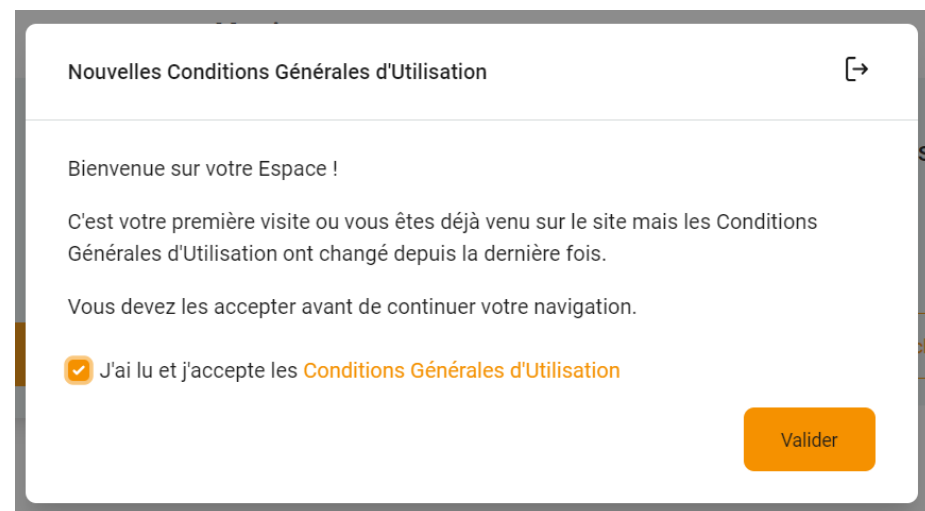 Nouvelles Conditions Générales d'Utilisation
Bienvenue sur votre Espace !
C'est votre première visite ou vous êtes déjà venu sur le site mais les Conditions
Générales d'Utilisation ont changé depuis la dernière fois.
Vous devez les accepter avant de continuer votre navigation.
J'ai lu et j'accepte les Conditions Générales d'Utilisation
Valider